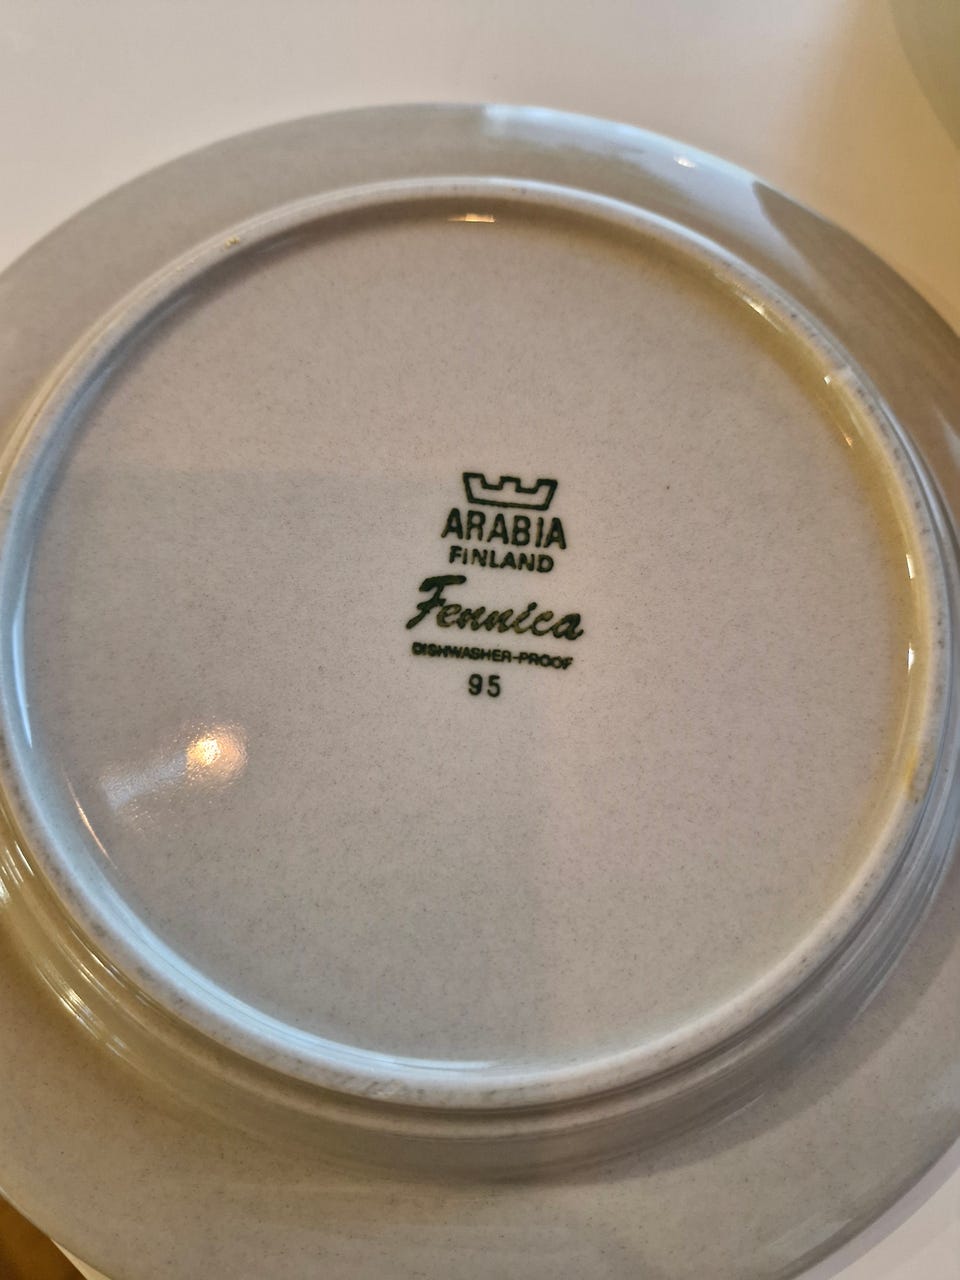 ARABIA
FINLAND
Fennica
DISHWASHER-PROOF
95